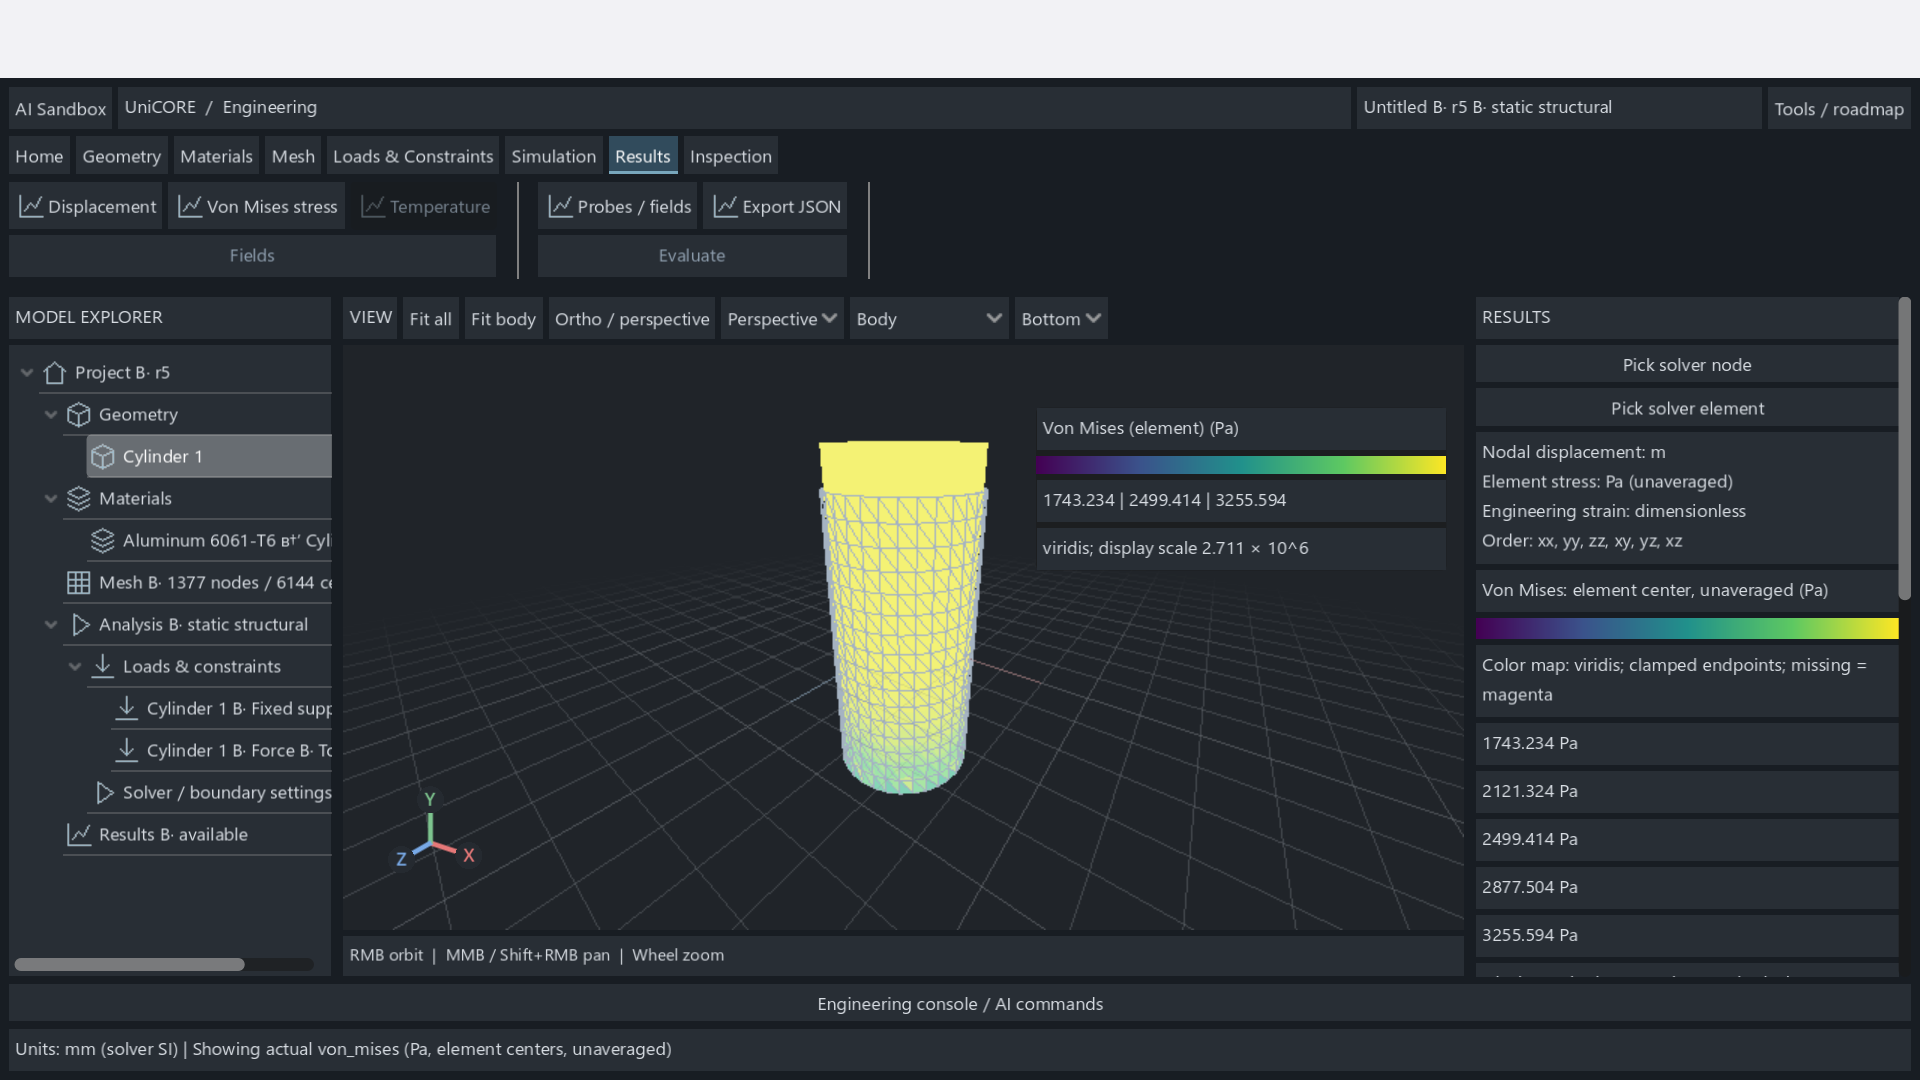 AI Sandbox
UniCORE / Engineering
Untitled B· r5 B· static structural
Tools / roadmap
Home
Geometry
Materials
Mesh
Loads & Constraints
Simulation
Results
Inspection
Displacement
Von Mises stress
Temperature
Probes / fields
Export JSON
Fields
Evaluate
MODEL EXPLORER
VIEW
Fit all
Fit body
Ortho / perspective
Perspective
Body
Bottom
RESULTS
Project B· r5
Geometry
Cylinder 1
Materials
Aluminum 6061-T6 в†’ Cyli
Mesh B· 1377 nodes / 6144 ce
Analysis B· static structural
Loads & constraints
Cylinder 1 B· Fixed supp
Cylinder 1 B· Force B· To
Solver / boundary settings
Results B· available
Von Mises (element) (Pa)
1743.234 | 2499.414 | 3255.594
viridis; display scale 2.711 × 10^6
Y
Z
X
RMB orbit | MMB / Shift+RMB pan | Wheel zoom
Pick solver node
Pick solver element
Nodal displacement: m
Element stress: Pa (unaveraged)
Engineering strain: dimensionless
Order: xx, yy, zz, xy, yz, xz
Von Mises: element center, unaveraged (Pa)
Color map: viridis; clamped endpoints; missing =
magenta
1743.234 Pa
2121.324 Pa
2499.414 Pa
2877.504 Pa
3255.594 Pa
Engineering console / AI commands
Units: mm (solver SI) | Showing actual von_mises (Pa, element centers, unaveraged)